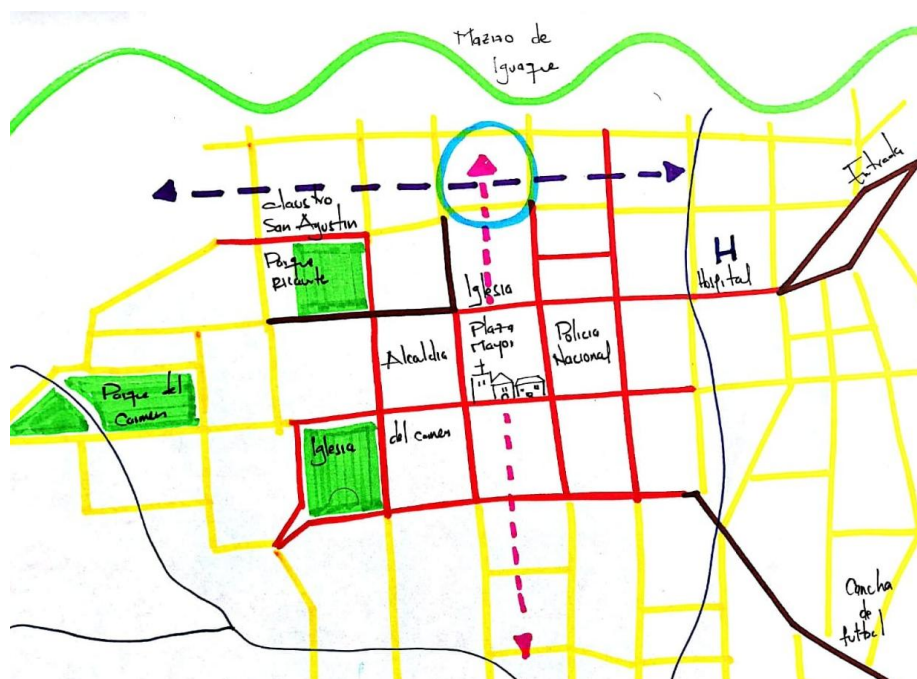 Mazizo de
Iguaque
Entrada
Claustro
San Agustin
Parque
Ricaurte
H
Hospital
Iglesia
Plaza
Mayor
Policia
Nacional
Alcaldia
Parque del
Carmen
Iglesia
del carmen
Cancha
de
futbol